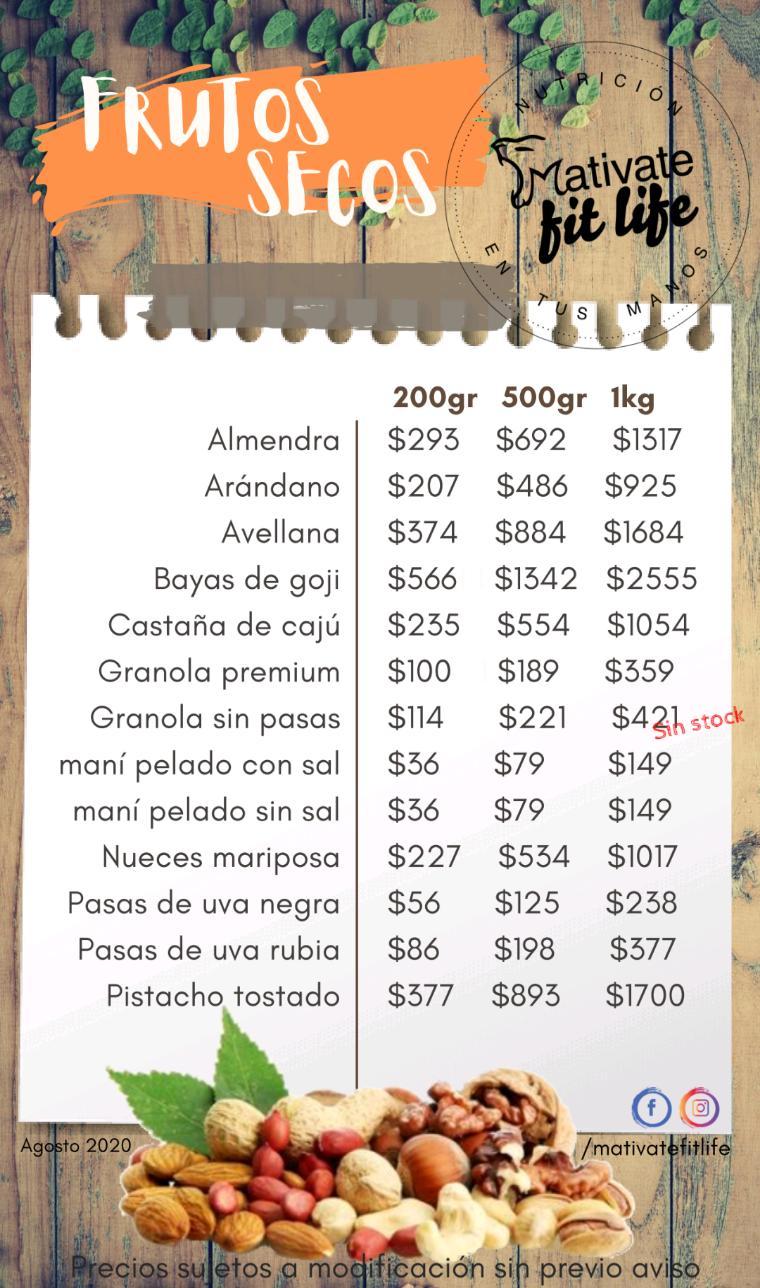 FRUTOS
SECOS
NUTRICIÓN
Mativate
fit life
EN TUS MANOS
200gr 500gr 1kg
Almendra $293 $692 $1317
Arándano $207 $486 $925
Avellana $374 $884 $1684
Bayas de goji $566 $1342 $2555
Castaña de cajú $235 $554 $1054
Granola premium $100 $189 $359
Granola sin pasas $114 $221 $421
Sin stock
maní pelado con sal $36 $79 $149
maní pelado sin sal $36 $79 $149
Nueces mariposa $227 $534 $1017
Pasas de uva negra $56 $125 $238
Pasas de uva rubia $86 $198 $377
Pistacho tostado $377 $893 $1700
Agosto 2020
/mativatefitlife
Precios sujetos a modificación sin previo aviso